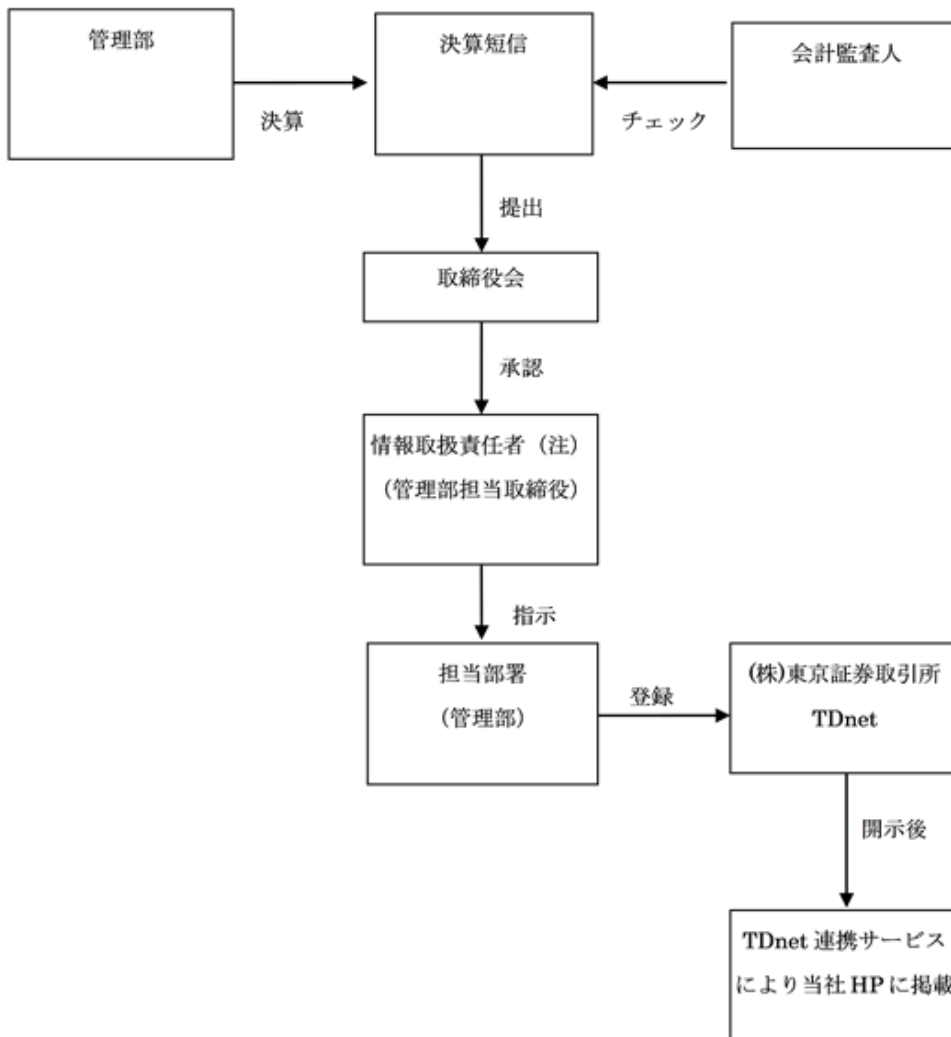 管理部
決算短信
会計監査人
決算
チェック
提出
取締役会
承認
情報取扱責任者（注）
（管理部担当取締役）
指示
担当部署
（管理部）
登録
(株)東京証券取引所
TDnet
開示後
TDnet 連携サービス
により当社 HP に掲載